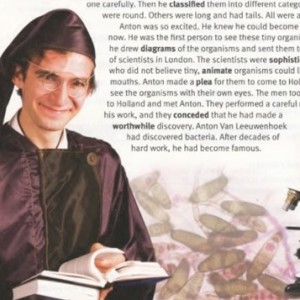 one carefully. Then he classified them into different categ
were round. Others were long and had tails. All were a
Anton was so excited. He knew he could become
now. He was the first person to see these tiny organi
he drew diagrams of the organisms and sent them t
of scientists in London. The scientists were sophisti
who did not believe tiny, animate organisms could l
mouths. Anton made a plea for them to come to Hol
see the organisms with their own eyes. The men too
to Holland and met Anton. They performed a careful
his work, and they conceded that he had made a
worthwhile discovery. Anton Van Leeuwenhoek
had discovered bacteria. After decades of
hard work, he had become famous.